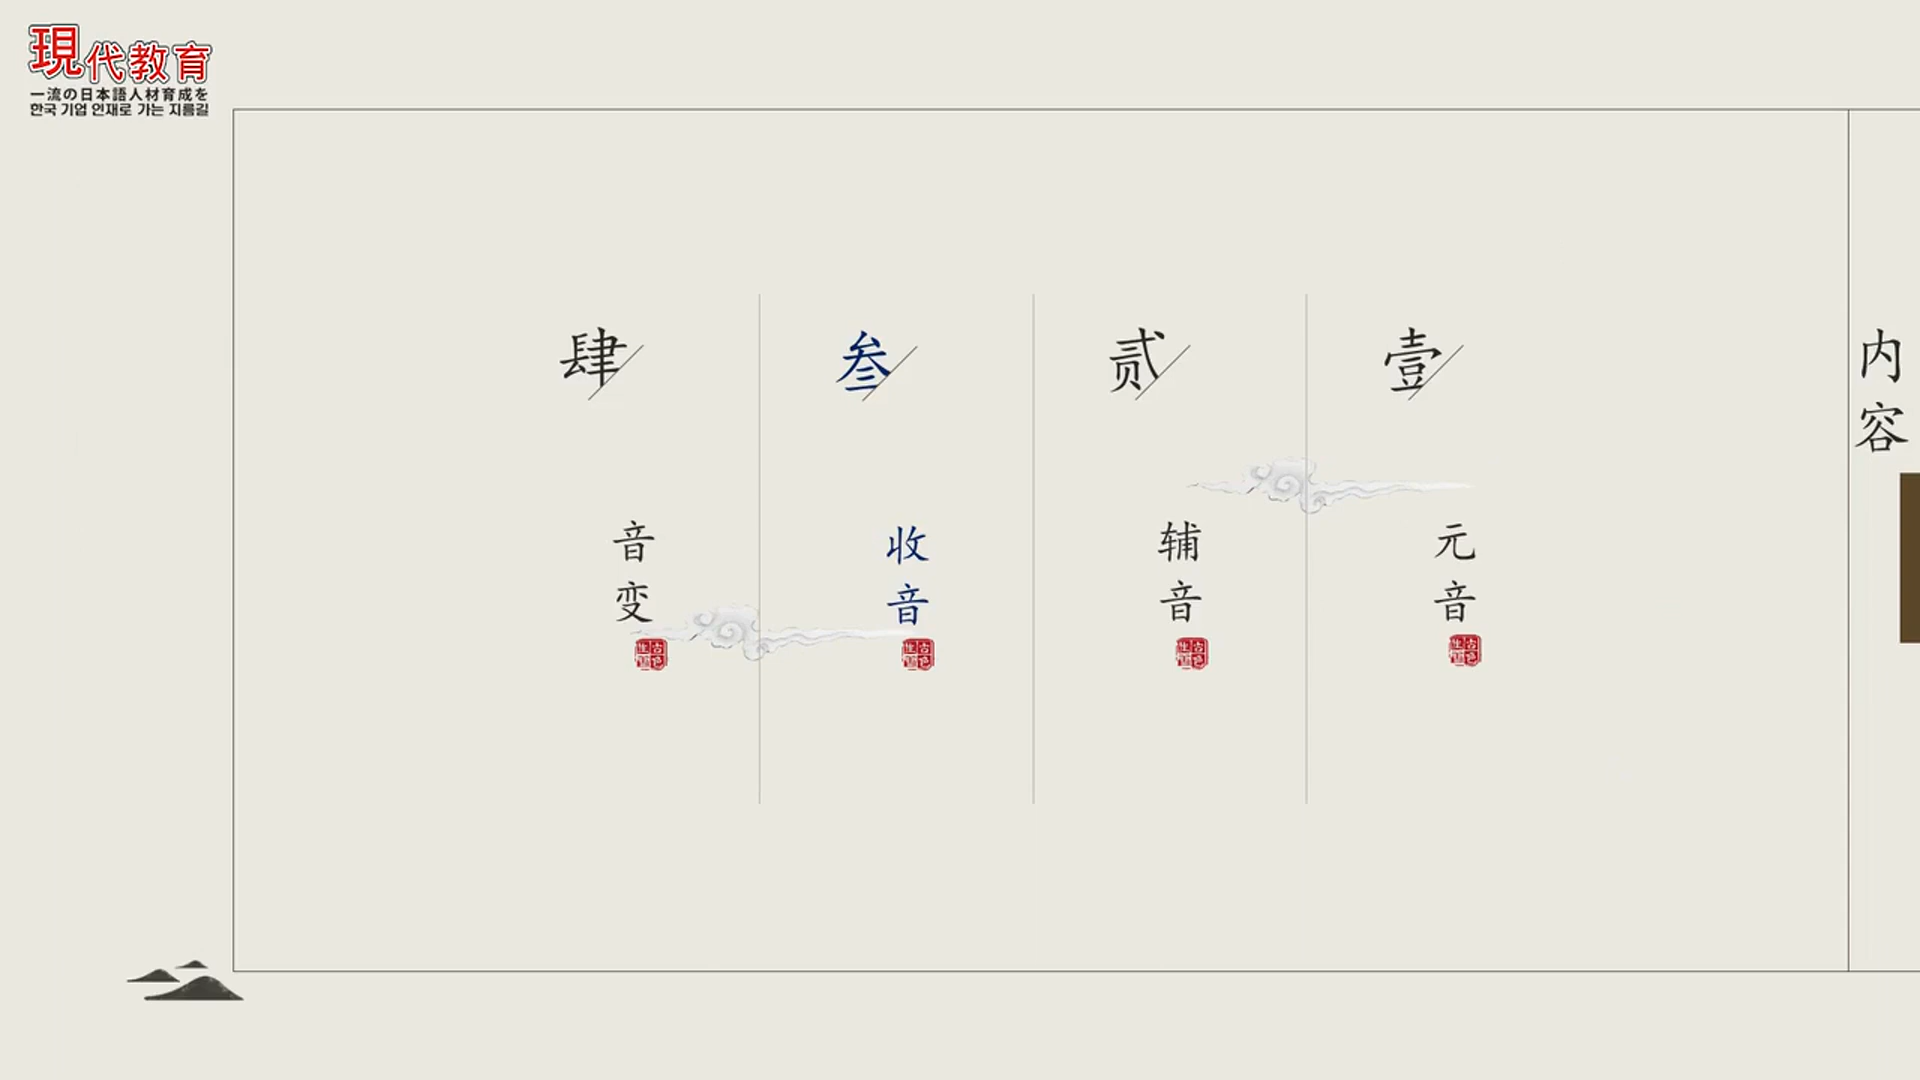 現代教育
一流の日本語人材育成を
한국 기업 인재로 가는 지름길
内容
壹
元音
贰
辅音
叁
收音
肆
音变